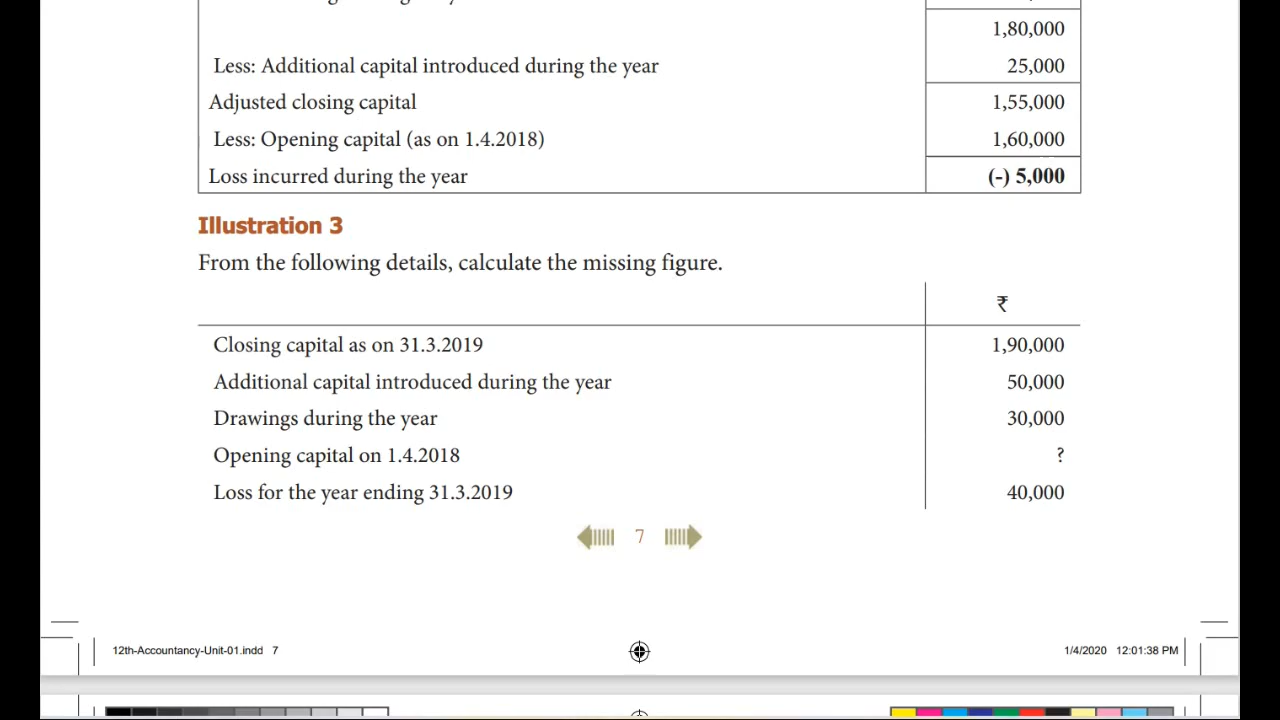 1,80,000
Less: Additional capital introduced during the year 25,000
Adjusted closing capital 1,55,000
Less: Opening capital (as on 1.4.2018) 1,60,000
Loss incurred during the year (-) 5,000
Illustration 3
From the following details, calculate the missing figure.
₹
Closing capital as on 31.3.2019 1,90,000
Additional capital introduced during the year 50,000
Drawings during the year 30,000
Opening capital on 1.4.2018 ?
Loss for the year ending 31.3.2019 40,000
7
12th-Accountancy-Unit-01.indd 7 1/4/2020 12:01:38 PM